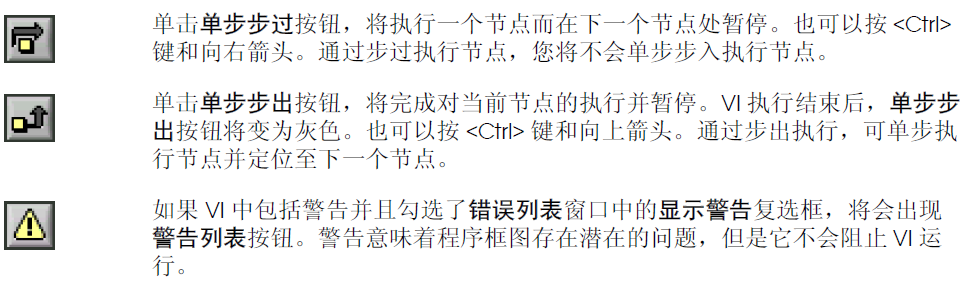 单击单步步过按钮，将执行一个节点而在下一个节点处暂停。也可以按 <Ctrl>
键和向右箭头。通过步过执行节点，您将不会单步步入执行节点。
单击单步步出按钮，将完成对当前节点的执行并暂停。VI 执行结束后，单步步
出按钮将变为灰色。也可以按 <Ctrl> 键和向上箭头。通过步出执行，可单步执
行节点并定位至下一个节点。
如果 VI 中包括警告并且勾选了错误列表窗口中的显示警告复选框，将会出现
警告列表按钮。警告意味着程序框图存在潜在的问题，但是它不会阻止 VI 运
行。